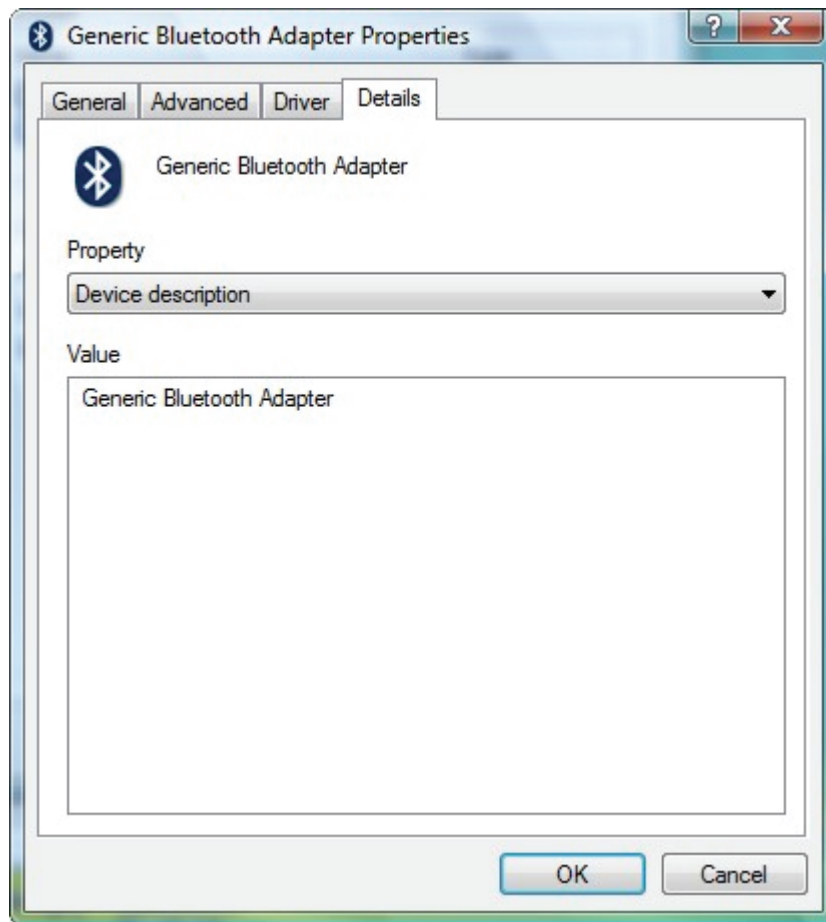 Generic Bluetooth Adapter Properties
?
General Advanced Driver Details
Generic Bluetooth Adapter
Property
Device description
Value
Generic Bluetooth Adapter
OK Cancel